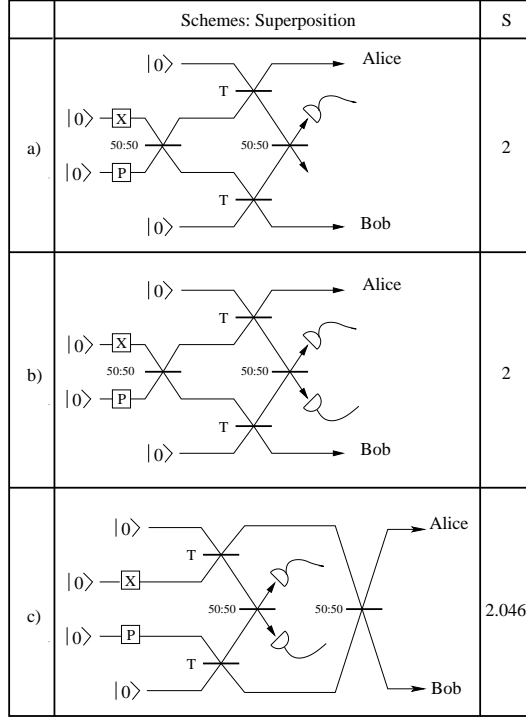 Schemes: Superposition S
|0⟩ Alice
T
|0⟩ X
a) 50:50 50:50 2
|0⟩ P
T
|0⟩ Bob
|0⟩ Alice
T
|0⟩ X
b) 50:50 50:50 2
|0⟩ P
T
|0⟩ Bob
|0⟩ Alice
T
|0⟩ X
c) 50:50 50:50 2.046
|0⟩ P
T
|0⟩ Bob